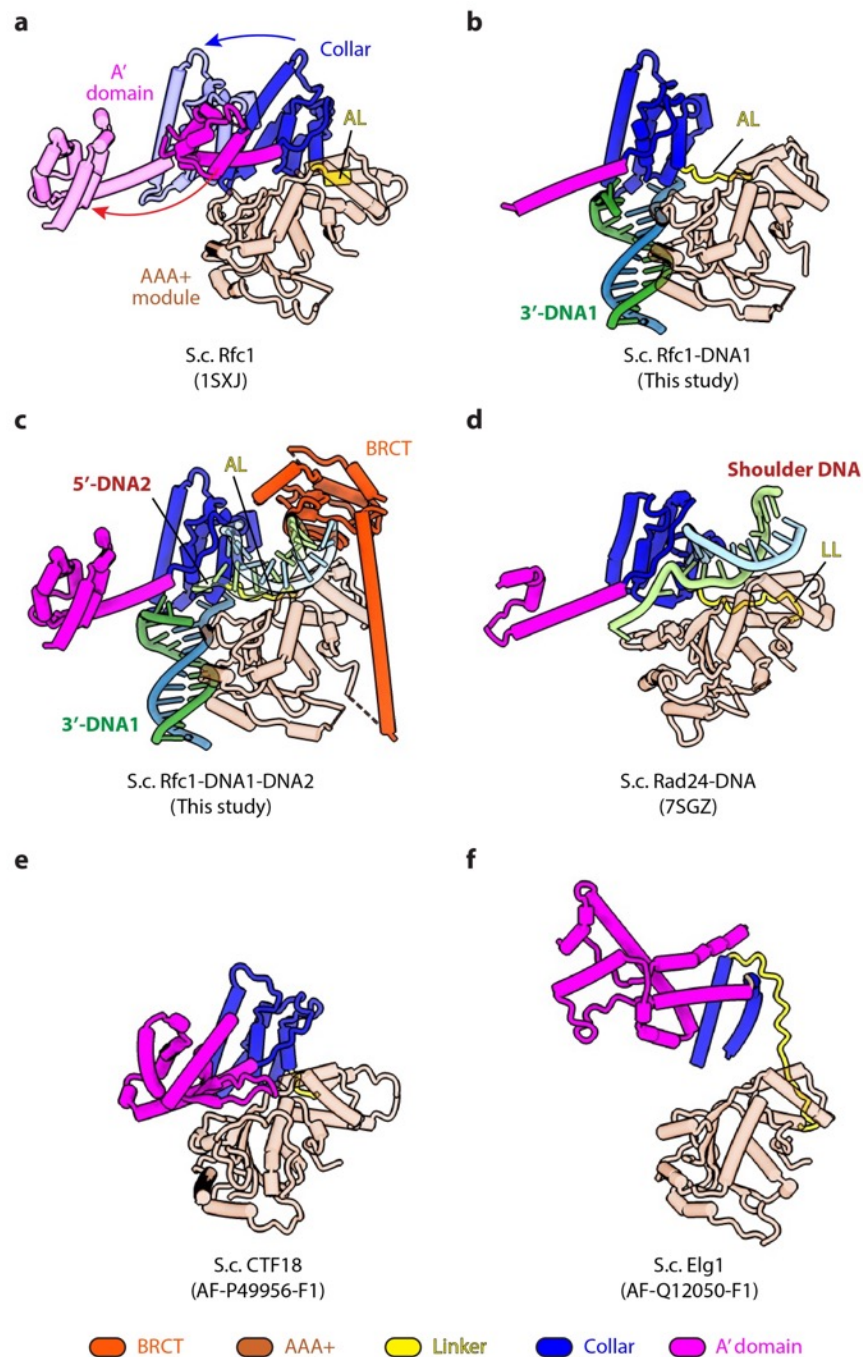 a
b
A'
domain
Collar
AL
AL
AAA+
module
3′-DNA1
S.c. Rfc1
(1SXJ)
S.c. Rfc1-DNA1
(This study)
c
d
AL
BRCT
5′-DNA2
Shoulder DNA
LL
3′-DNA1
S.c. Rfc1-DNA1-DNA2
(This study)
S.c. Rad24-DNA
(7SGZ)
e
f
S.c. CTF18
(AF-P49956-F1)
S.c. Elg1
(AF-Q12050-F1)
BRCT AAA+ Linker Collar A' domain